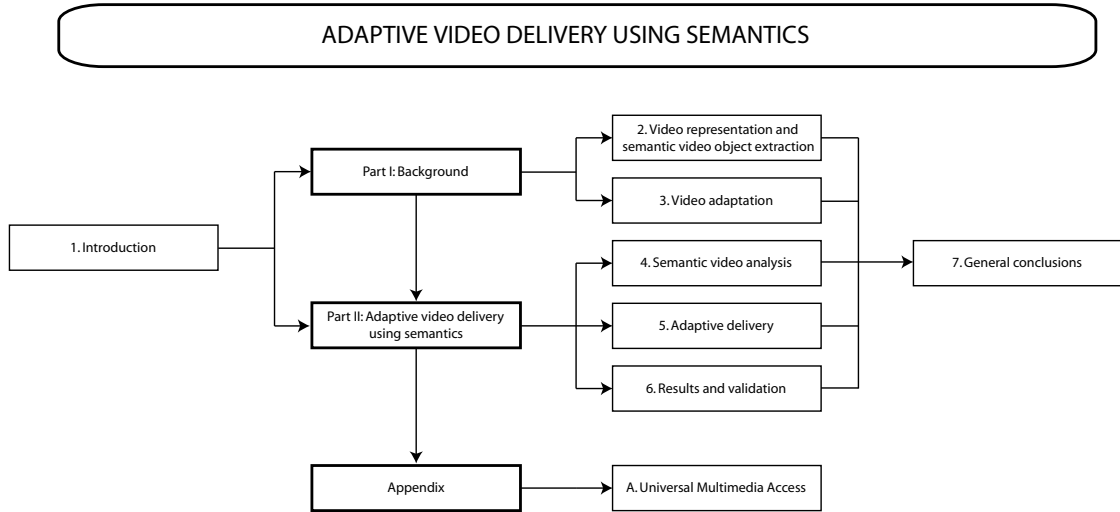 ADAPTIVE VIDEO DELIVERY USING SEMANTICS
1. Introduction
Part I: Background
Part II: Adaptive video delivery
using semantics
Appendix
2. Video representation and
semantic video object extraction
3. Video adaptation
4. Semantic video analysis
5. Adaptive delivery
6. Results and validation
A. Universal Multimedia Access
7. General conclusions